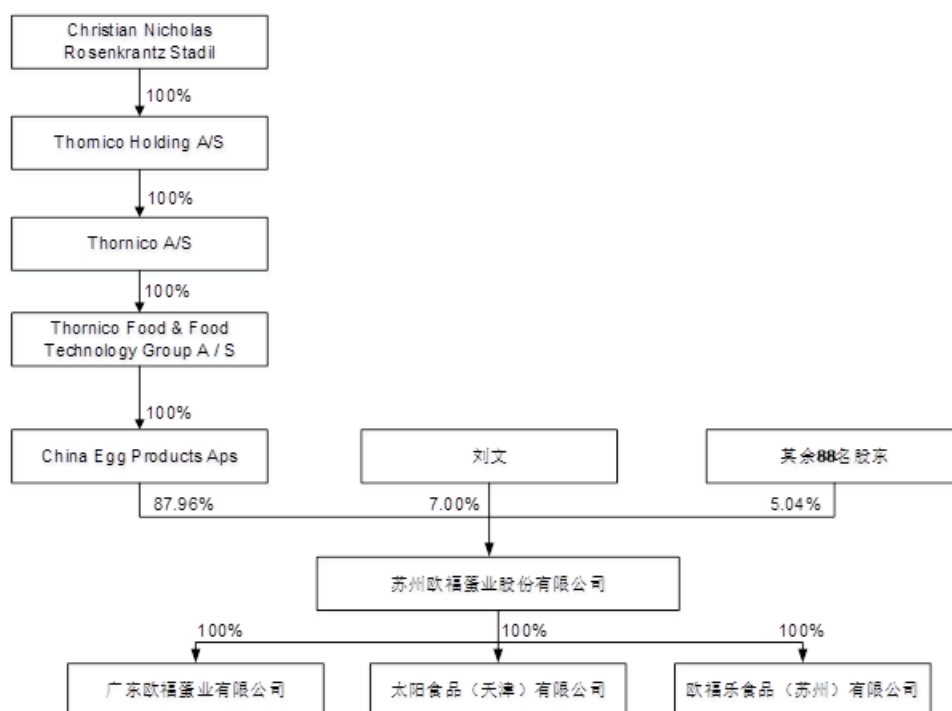 Christian Nicholas
Rosenkrantz Stadil
100%
Thornico Holding A/S
100%
Thornico A/S
100%
Thornico Food & Food
Technology Group A / S
100%
China Egg Products Aps
刘文
其余88名股东
87.96%
7.00%
5.04%
苏州欧福蛋业股份有限公司
100%
100%
100%
广东欧福蛋业有限公司
太阳食品（天津）有限公司
欧福乐食品（苏州）有限公司